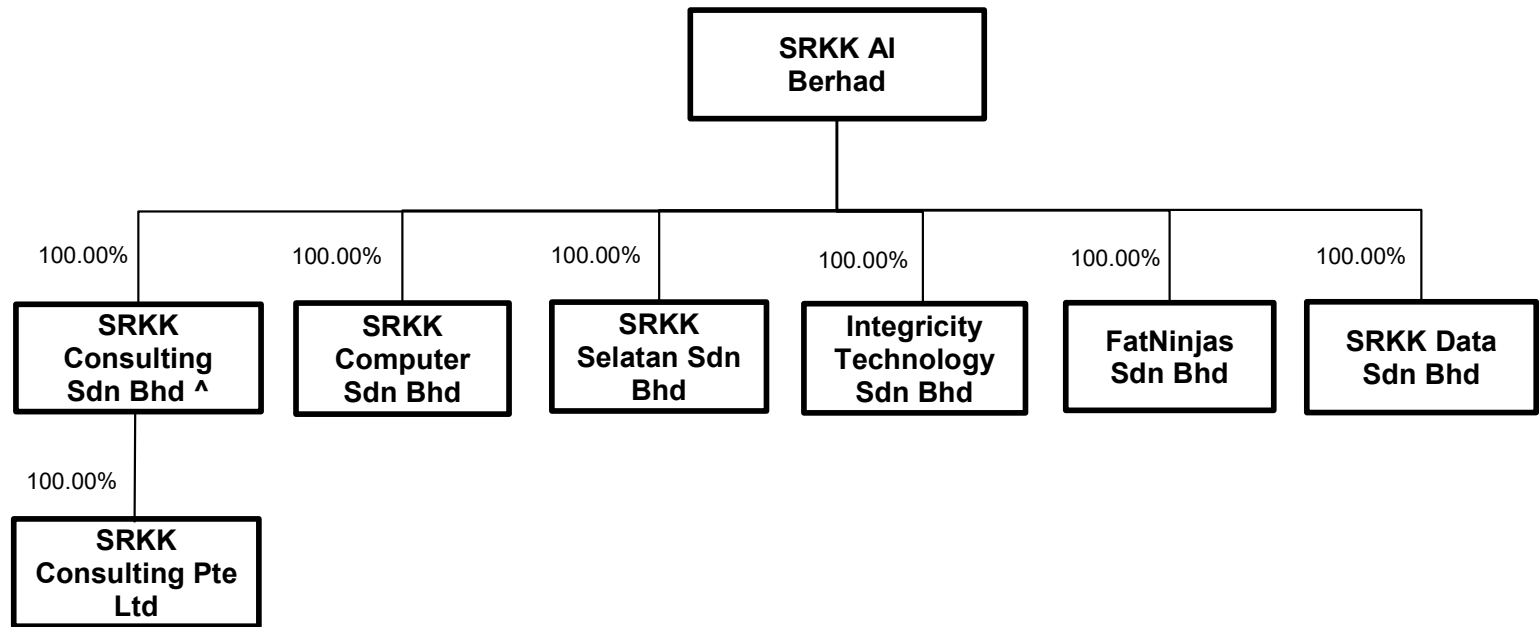 SRKK AI
Berhad
100.00%
100.00%
100.00%
100.00%
100.00%
100.00%
SRKK
Consulting
Sdn Bhd ^
SRKK
Computer
Sdn Bhd
SRKK
Selatan Sdn
Bhd
Integricity
Technology
Sdn Bhd
FatNinjas
Sdn Bhd
SRKK Data
Sdn Bhd
100.00%
SRKK
Consulting Pte
Ltd